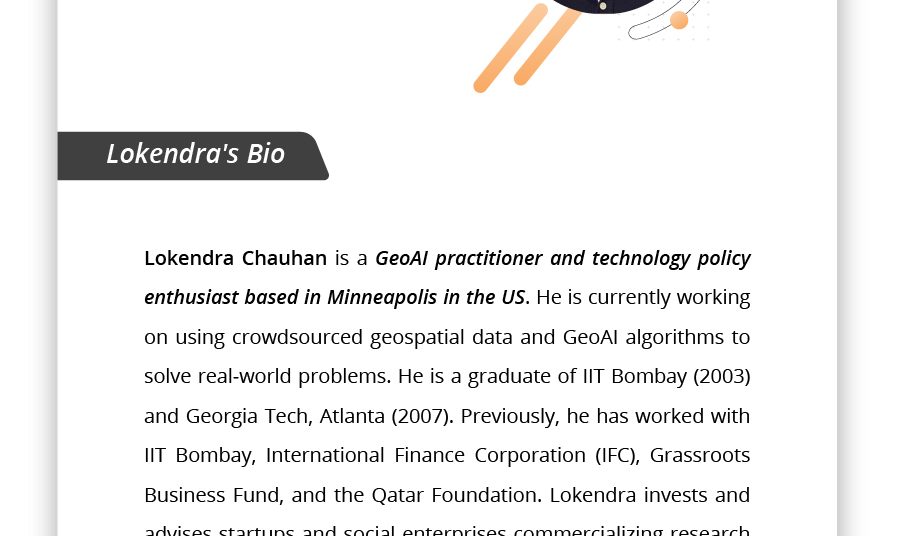 Lokendra's Bio
Lokendra Chauhan is a GeoAI practitioner and technology policy
enthusiast based in Minneapolis in the US. He is currently working
on using crowdsourced geospatial data and GeoAI algorithms to
solve real-world problems. He is a graduate of IIT Bombay (2003)
and Georgia Tech, Atlanta (2007). Previously, he has worked with
IIT Bombay, International Finance Corporation (IFC), Grassroots
Business Fund, and the Qatar Foundation. Lokendra invests and
advises startups and social enterprises commercializing research